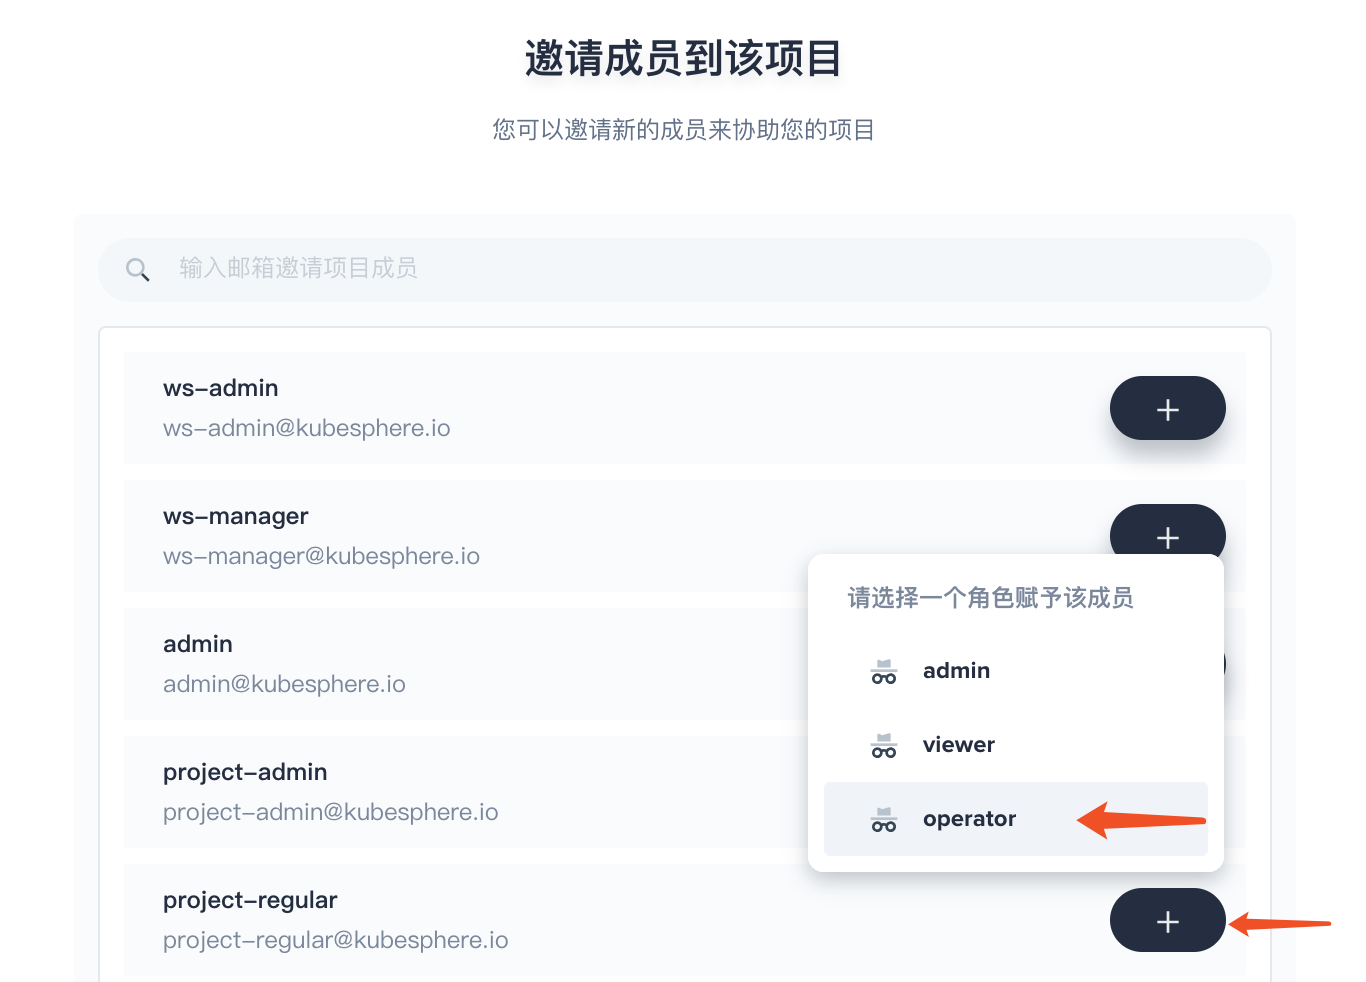 邀请成员到该项目
您可以邀请新的成员来协助您的项目
输入邮箱邀请项目成员
ws-admin
ws-admin@kubesphere.io
ws-manager
ws-manager@kubesphere.io
请选择一个角色赋予该成员
admin
admin@kubesphere.io
admin
viewer
project-admin
project-admin@kubesphere.io
operator
project-regular
project-regular@kubesphere.io